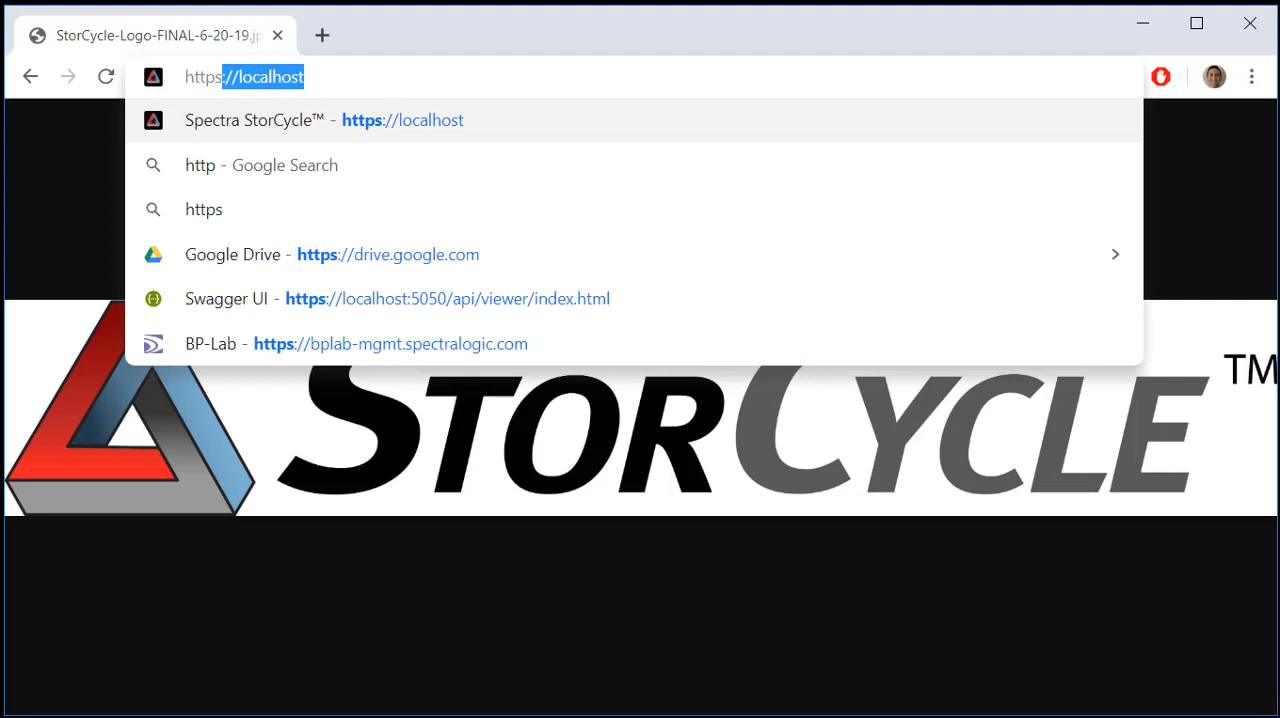 StorCycle-Logo-FINAL-6-20-19.jp
https://localhost
Spectra StorCycle™ - https://localhost
http - Google Search
https
Google Drive - https://drive.google.com
Swagger UI - https://localhost:5050/api/viewer/index.html
BP-Lab - https://bplab-mgmt.spectralogic.com
STORCYCLE™